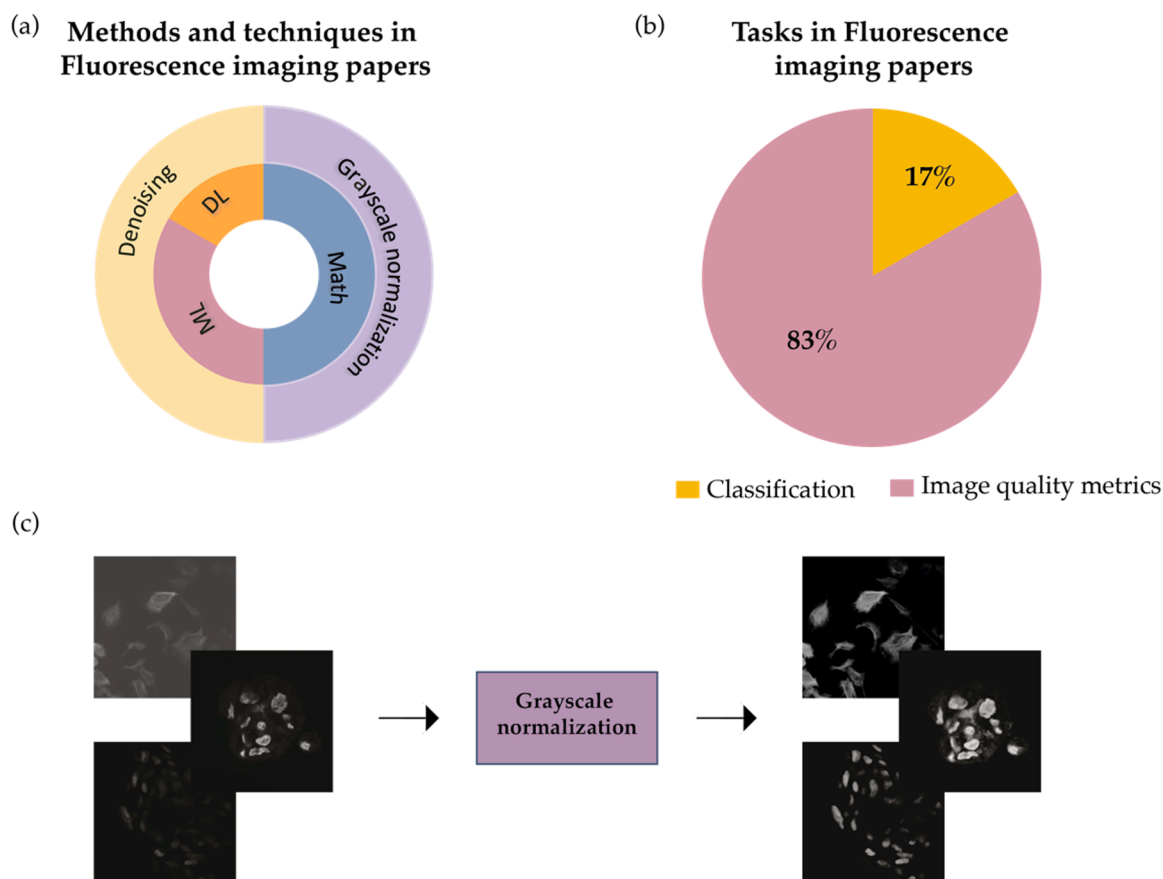 (a)
Methods and techniques in
Fluorescence imaging papers
Denoising
DL
ML
Math
Grayscale normalization
(b)
Tasks in Fluorescence
imaging papers
17%
83%
Classification
Image quality metrics
(c)
Grayscale
normalization